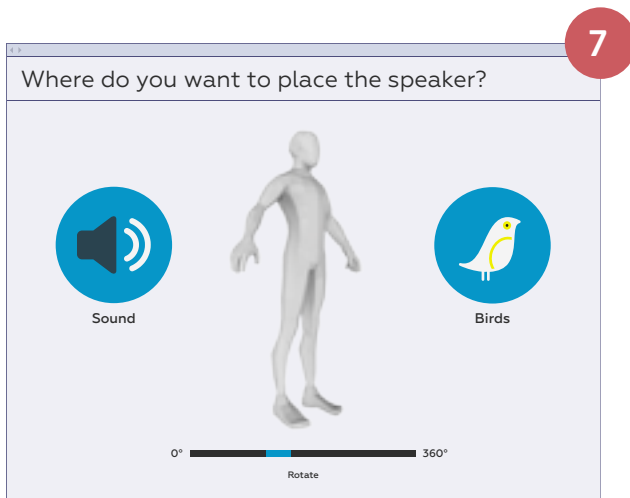 7
Where do you want to place the speaker?
Sound
Birds
0° 360°
Rotate